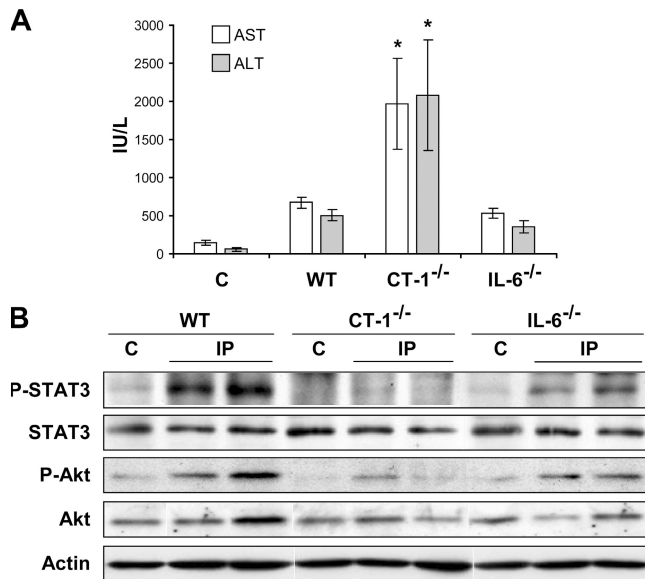 A
AST
ALT
IU/L
3000
2500
2000
1500
1000
500
0
* *
C WT CT-1-/- IL-6-/-
B
WT CT-1-/- IL-6-/-
C IP C IP C IP
P-STAT3
STAT3
P-Akt
Akt
Actin